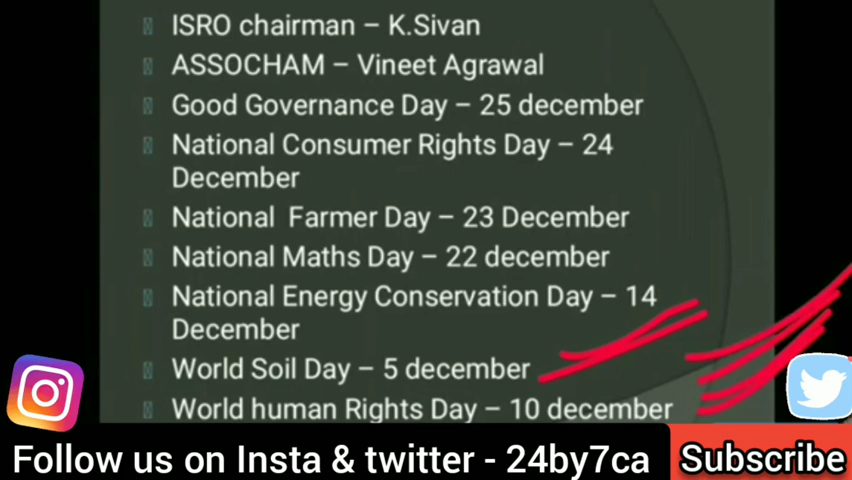 ISRO chairman – K.Sivan
ASSOCHAM – Vineet Agrawal
Good Governance Day – 25 december
National Consumer Rights Day – 24
December
National  Farmer Day – 23 December
National Maths Day – 22 december
National Energy Conservation Day – 14
December
World Soil Day – 5 december
World human Rights Day – 10 december
Follow us on Insta & twitter - 24by7ca
Subscribe